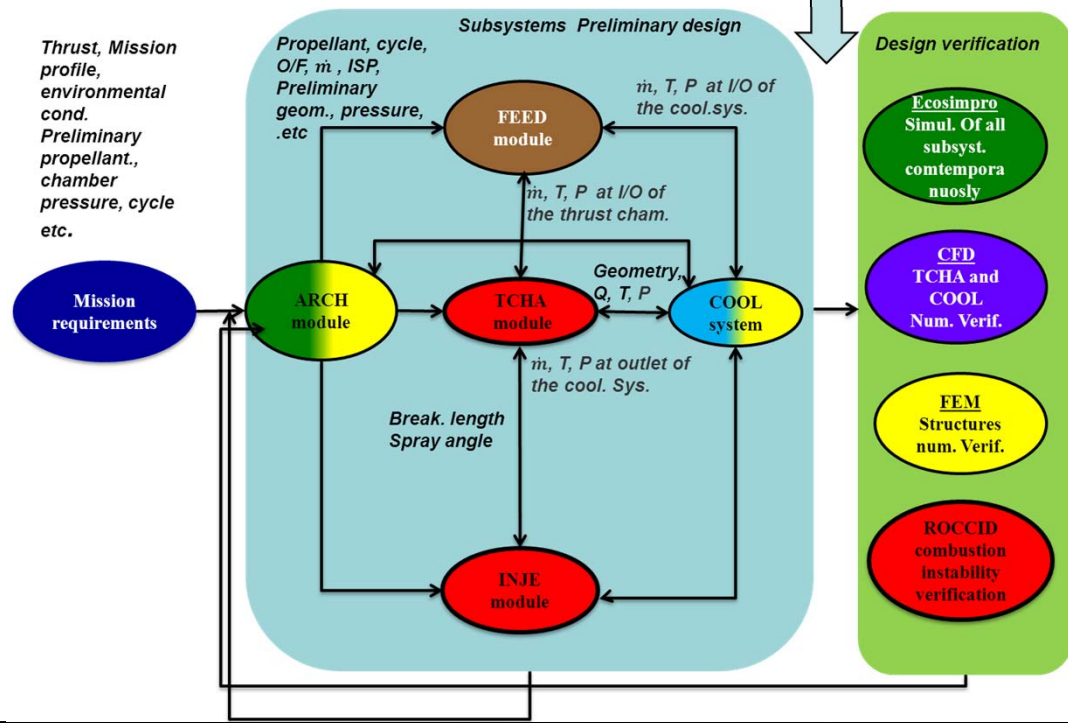 Thrust, Mission
profile,
environmental
cond.
Preliminary
propellant.,
chamber
pressure, cycle
etc.
Mission
requirements
Subsystems Preliminary design
Propellant, cycle,
O/F, ṁ , ISP,
Preliminary
geom., pressure,
.etc
FEED
module
ṁ, T, P at I/O of
the cool.sys.
ṁ, T, P at I/O of
the thrust cham.
ARCH
module
TCHA
module
Geometry,
Q, T, P
COOL
system
ṁ, T, P at outlet of
the cool. Sys.
Break. length
Spray angle
INJE
module
Design verification
Ecosimpro
Simul. Of all
subsyst.
comtempora
nuosly
CFD
TCHA and
COOL
Num. Verif.
FEM
Structures
num. Verif.
ROCCID
combustion
instability
verification